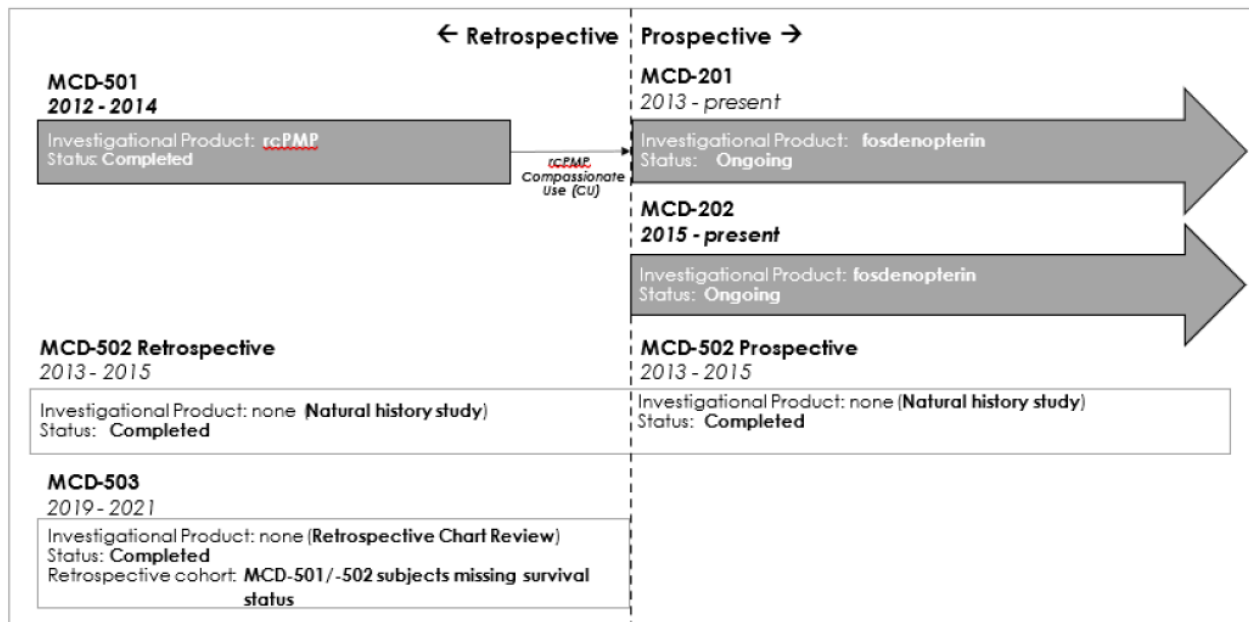 ← Retrospective
Prospective →
MCD-501
2012 - 2014
Investigational Product: rcPMP
Status: Completed
rcPMP
Compassionate
Use (CU)
MCD-201
2013 - present
Investigational Product: fosdenopterin
Status: Ongoing
MCD-202
2015 - present
Investigational Product: fosdenopterin
Status: Ongoing
MCD-502 Retrospective
2013 - 2015
Investigational Product: none (Natural history study)
Status: Completed
MCD-502 Prospective
2013 - 2015
Investigational Product: none (Natural history study)
Status: Completed
MCD-503
2019 - 2021
Investigational Product: none (Retrospective Chart Review)
Status: Completed
Retrospective cohort: MCD-501/-502 subjects missing survival
status